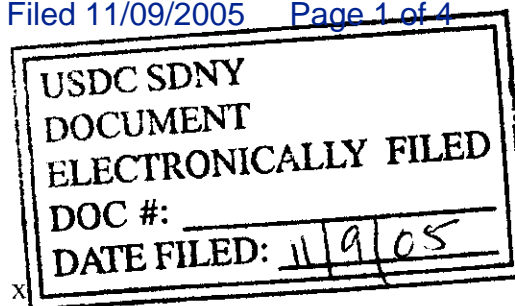 Filed 11/09/2005 Page 1 of 4
USDC SDNY
DOCUMENT
ELECTRONICALLY FILED
DOC #:
DATE FILED: 11/9/05
x